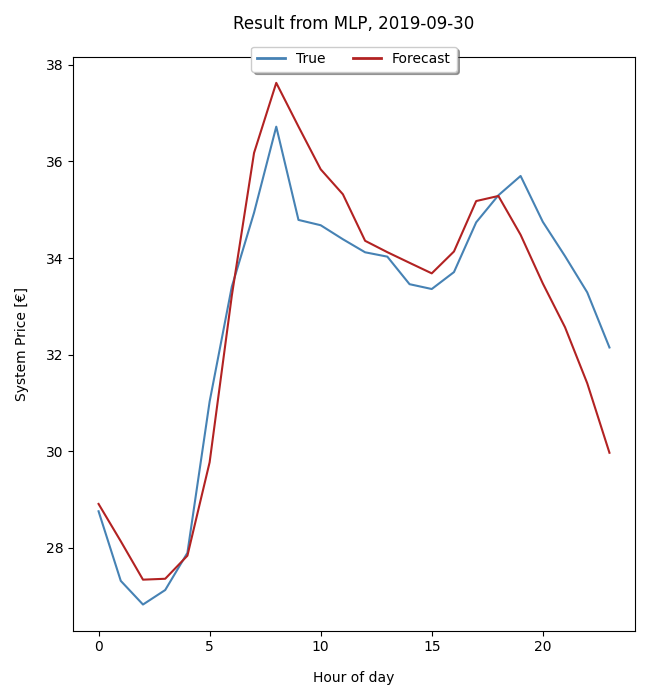 Result from MLP, 2019-09-30
True Forecast
38
36
34
32
30
28
System Price [€]
0 5 10 15 20
Hour of day